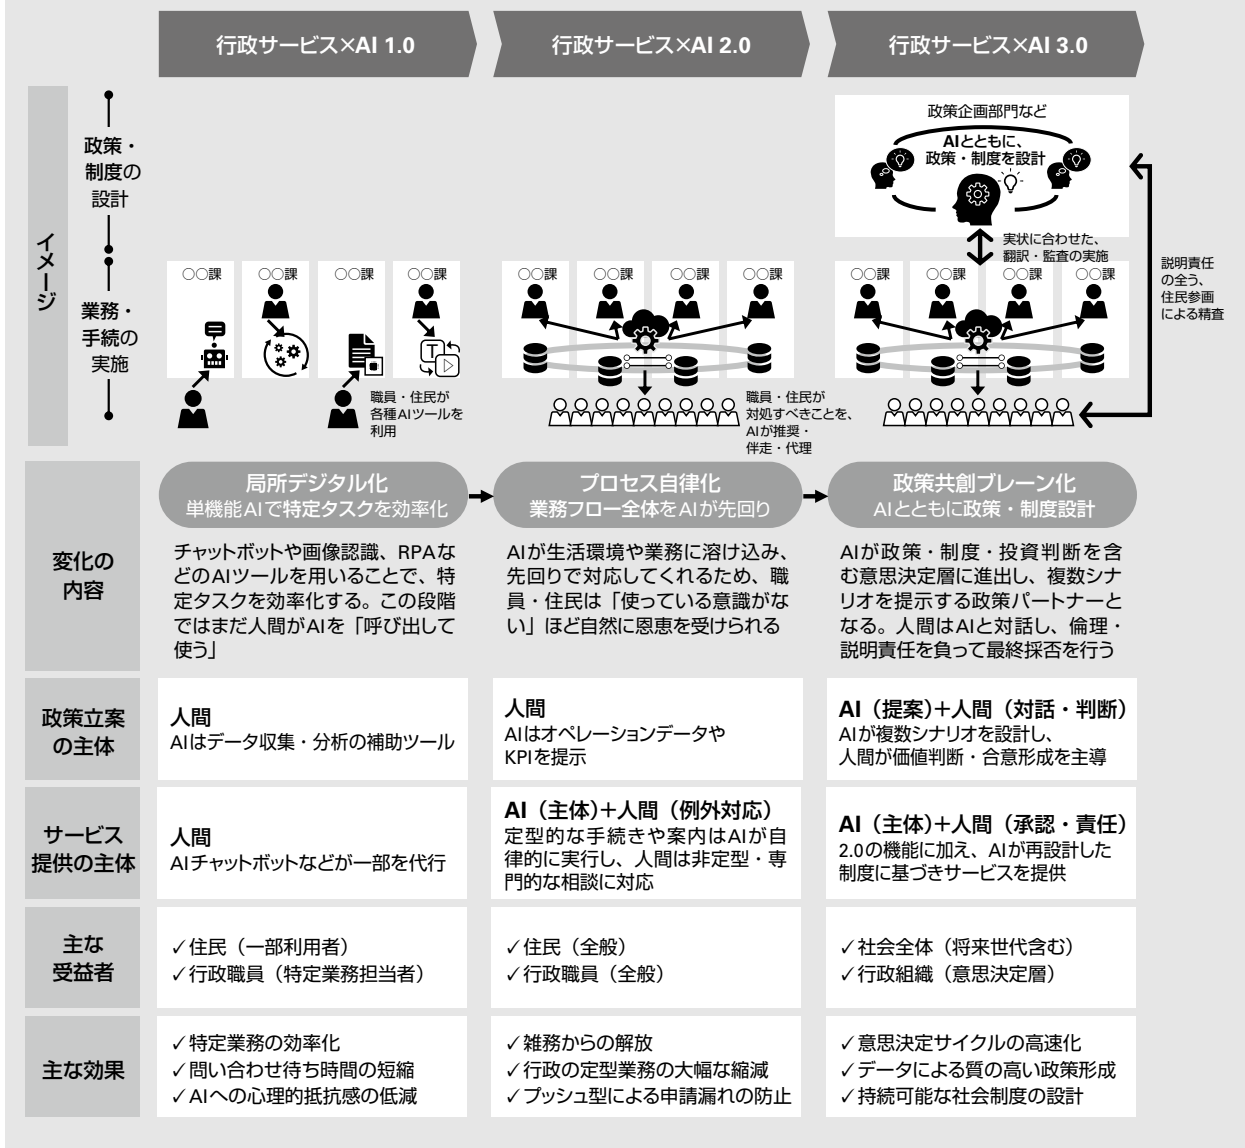 行政サービス×AI 1.0
行政サービス×AI 2.0
行政サービス×AI 3.0
イメージ
政策・
制度の
設計
業務・
手続の
実施
〇〇課
〇〇課
〇〇課
〇〇課
職員・住民が
各種AIツールを
利用
〇〇課
〇〇課
〇〇課
〇〇課
職員・住民が
対処すべきことを、
AIが推奨・
伴走・代理
政策企画部門など
AIとともに、
政策・制度を設計
実状に合わせた、
翻訳・監査の実施
〇〇課
〇〇課
〇〇課
〇〇課
説明責任
の全う、
住民参画
による精査
変化の
内容
局所デジタル化
単機能AIで特定タスクを効率化
チャットボットや画像認識、RPAな
どのAIツールを用いることで、特
定タスクを効率化する。この段階
ではまだ人間がAIを「呼び出して
使う」
プロセス自律化
業務フロー全体をAIが先回り
AIが生活環境や業務に溶け込み、
先回りで対応してくれるため、職
員・住民は「使っている意識がな
い」ほど自然に恩恵を受けられる
政策共創ブレーン化
AIとともに政策・制度設計
AIが政策・制度・投資判断を含
む意思決定層に進出し、複数シナ
リオを提示する政策パートナーと
なる。人間はAIと対話し、倫理・
説明責任を負って最終採否を行う
政策立案
の主体
人間
AIはデータ収集・分析の補助ツール
人間
AIはオペレーションデータや
KPIを提示
AI（提案）+人間（対話・判断）
AIが複数シナリオを設計し、
人間が価値判断・合意形成を主導
サービス
提供の主体
人間
AIチャットボットなどが一部を代行
AI（主体）+人間（例外対応）
定型的な手続きや案内はAIが自
律的に実行し、人間は非定型・専
門的な相談に対応
AI（主体）+人間（承認・責任）
2.0の機能に加え、AIが再設計した
制度に基づきサービスを提供
主な
受益者
✓住民（一部利用者）
✓行政職員（特定業務担当者）
✓住民（全般）
✓行政職員（全般）
✓社会全体（将来世代含む）
✓行政組織（意思決定層）
主な効果
✓特定業務の効率化
✓問い合わせ待ち時間の短縮
✓AIへの心理的抵抗感の低減
✓雑務からの解放
✓行政の定型業務の大幅な縮減
✓プッシュ型による申請漏れの防止
✓意思決定サイクルの高速化
✓データによる質の高い政策形成
✓持続可能な社会制度の設計